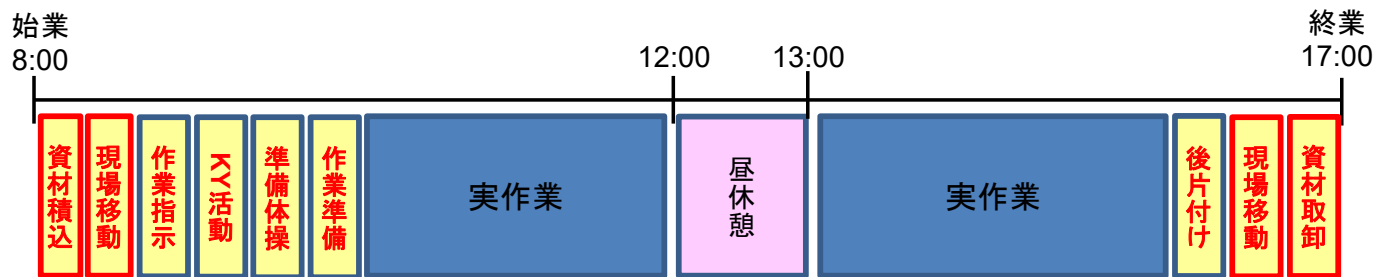 始業
8:00
12:00
13:00
終業
17:00
資材積込
現場移動
作業指示
KY活動
準備体操
作業準備
実作業
昼休憩
実作業
後片付け
現場移動
資材取卸